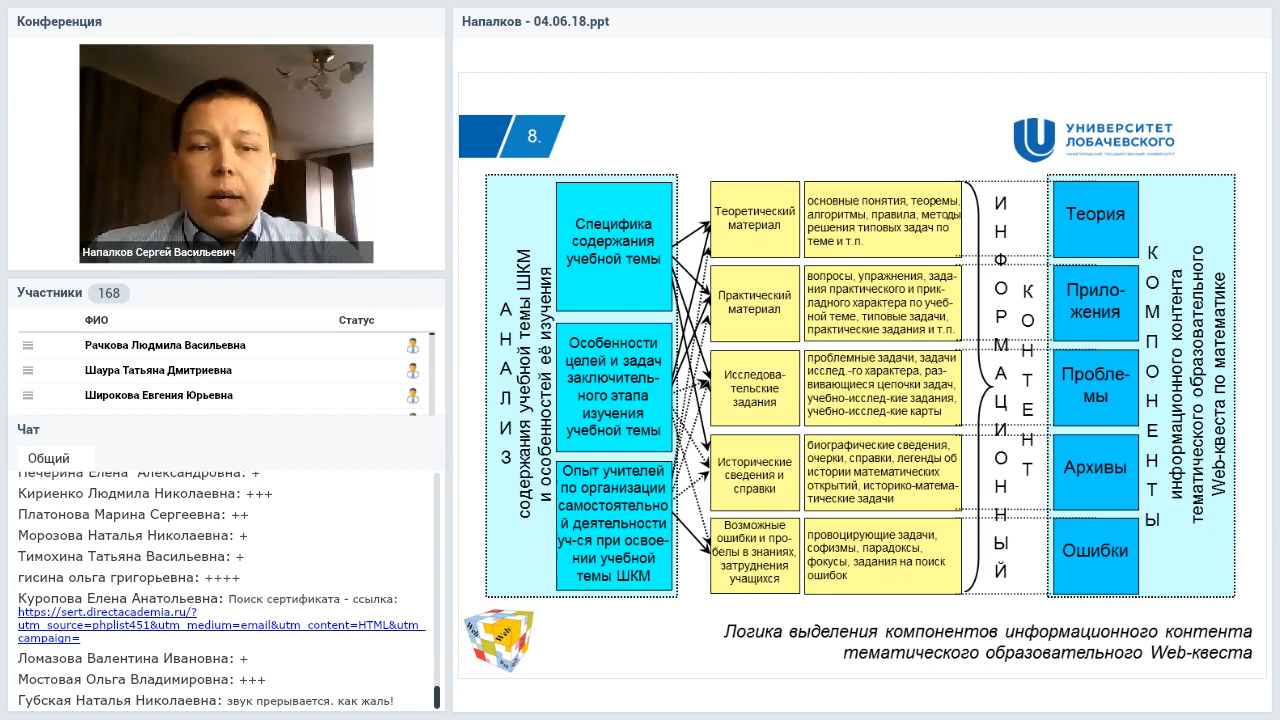 Конференция
Напалков Сергей Васильевич
Участники 168
ФИО Статус
Рачкова Людмила Васильевна
Шаура Татьяна Дмитриевна
Широкова Евгения Юрьевна
Чат
Общий
Печерина Елена Александровна: +
Кириенко Людмила Николаевна: +++
Платонова Марина Сергеевна: ++
Морозова Наталья Николаевна: +
Тимохина Татьяна Васильевна: +
гисина ольга григорьевна: ++++
Куропова Елена Анатольевна: Поиск сертификата - ссылка:
https://sert.directacademia.ru/?
utm_source=phplist451&utm_medium=email&utm_content=HTML&utm_
campaign=
Ломазова Валентина Ивановна: +
Мостовая Ольга Владимировна: +++
Губская Наталья Николаевна: звук прерывается. как жаль!
Напалков - 04.06.18.ppt
8.
УНИВЕРСИТЕТ
ЛОБАЧЕВСКОГО
АНАЛИЗ
содержания учебной темы ШКМ
и особенностей её изучения
Специфика
содержания
учебной темы
Особенности
целей и задач
заключитель-
ного этапа
изучения
учебной темы
Опыт учителей
по организации
самостоятельно
й деятельности
уч-ся при освое-
нии учебной
темы ШКМ
Теоретический
материал
основные понятия, теоремы,
алгоритмы, правила, методы
решения типовых задач по
теме и т.п.
Практический
материал
вопросы, упражнения, зада-
ния практического и прик-
ладного характера по учеб-
ной теме, типовые задачи,
практические задания и т.п.
Исследова-
тельские
задания
проблемные задачи, задачи
исслед.-го характера, раз-
вивающиеся цепочки задач,
учебно-исслед-кие задания,
учебно-исслед-кие карты
Исторические
сведения и
справки
биографические сведения,
очерки, справки, легенды об
истории математических
открытий, историко-матема-
тические задачи
Возможные
ошибки и про-
белы в знаниях,
затруднения
учащихся
провоцирующие задачи,
софизмы, парадоксы,
фокусы, задания на поиск
ошибок
ИНФОРМАЦИОННЫЙ
КОНТЕНТ
Теория
Прило-
жения
Пробле-
мы
Архивы
Ошибки
КОМПОНЕНТЫ
информационного контента
тематического образовательного
Web-квеста по математике
Web
Web
Логика выделения компонентов информационного контента
тематического образовательного Web-квеста